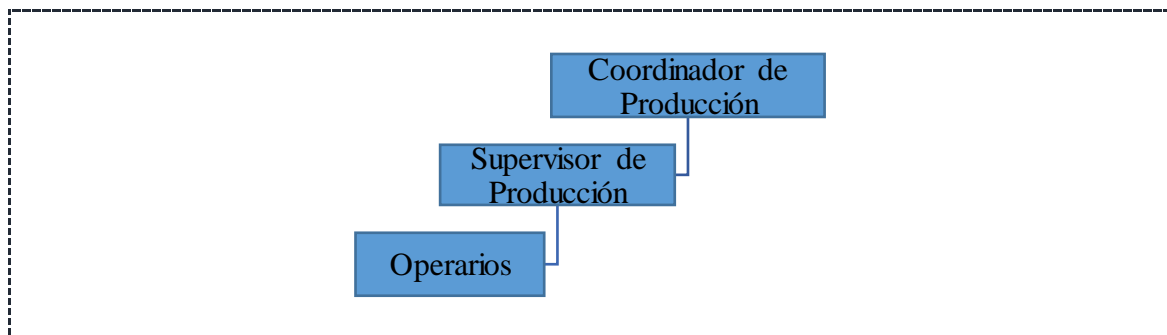 Coordinador de
Producción
Supervisor de
Producción
Operarios